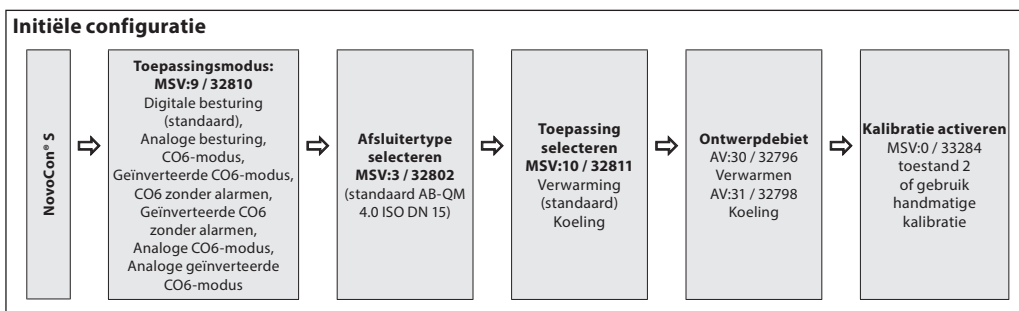 Initiële configuratie
NovoCon® S
Toepassingsmodus:
MSV:9 / 32810
Digitale besturing
(standaard),
Analoge besturing,
CO6-modus,
Geïnverteerde CO6-modus,
CO6 zonder alarmen,
Geïnverteerde CO6
zonder alarmen,
Analoge CO6-modus,
Analoge geïnverteerde
CO6-modus
Afsluitertype
selecteren
MSV:3 / 32802
(standaard AB-QM
4.0 ISO DN 15)
Toepassing
selecteren
MSV:10 / 32811
Verwarming
(standaard)
Koeling
Ontwerpdebiet
AV:30 / 32796
Verwarmen
AV:31 / 32798
Koeling
Kalibratie activeren
MSV:0 / 33284
toestand 2
of gebruik
handmatige
kalibratie